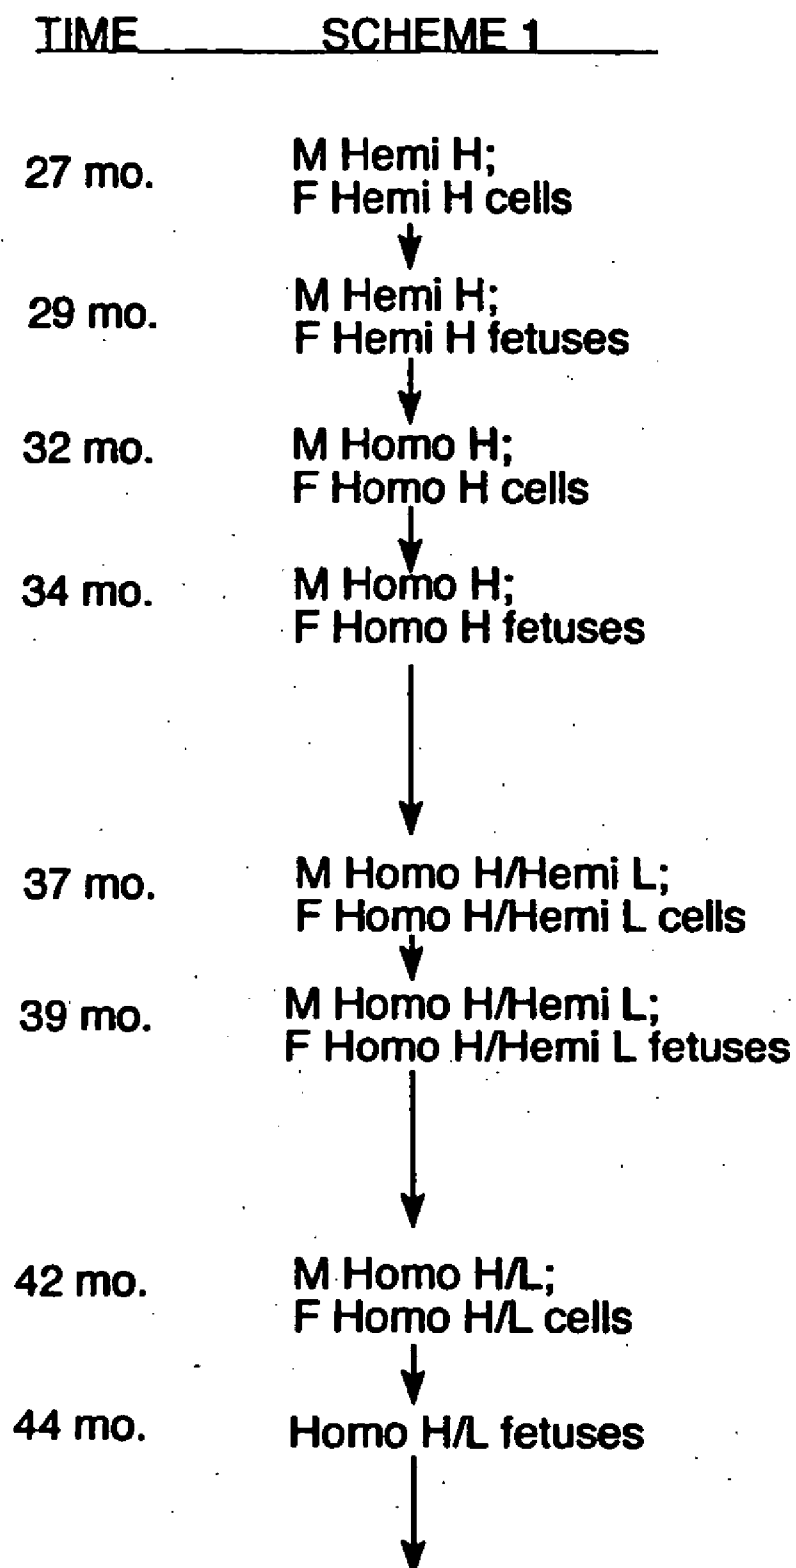 TIME SCHEME 1
27 mo. M Hemi H;
F Hemi H cells
29 mo. M Hemi H;
F Hemi H fetuses
32 mo. M Homo H;
F Homo H cells
34 mo. M Homo H;
F Homo H fetuses
37 mo. M Homo H/Hemi L;
F Homo H/Hemi L cells
39 mo. M Homo H/Hemi L;
F Homo H/Hemi L fetuses
42 mo. M Homo H/L;
F Homo H/L cells
44 mo. Homo H/L fetuses